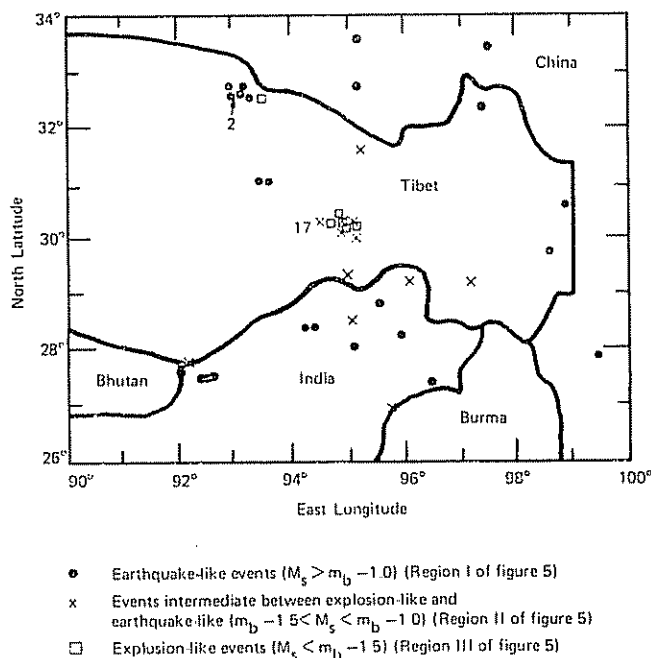 34°
32°
30°
28°
26°
North Latitude
90°
92°
94°
96°
98°
100°
East Longitude
China
2
Tibet
17
Bhutan
India
Burma
Earthquake-like events (Ms > mb –1.0) (Region I of figure 5)
Events intermediate between explosion-like and
earthquake-like (mb –1 5< Ms < mb –1 0) (Region II of figure 5)
Explosion-like events (Ms < mb –1 5) (Region III of figure 5)